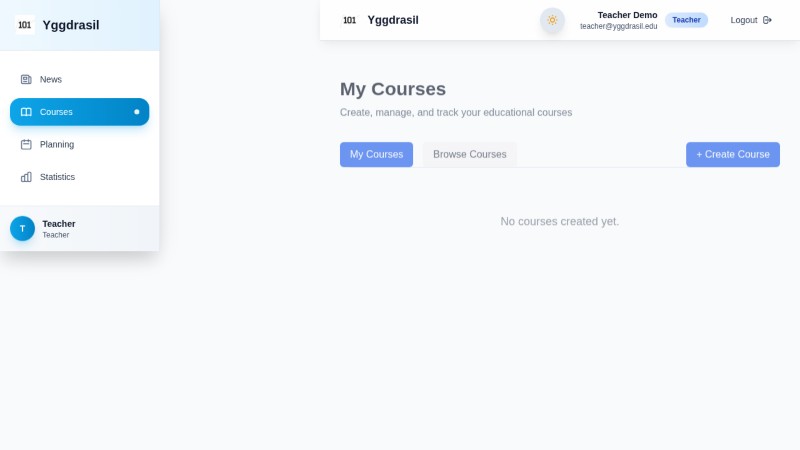 101 Yggdrasil
News
Courses
Planning
Statistics
T Teacher
Teacher
101 Yggdrasil
Teacher Demo
teacher@yggdrasil.edu
Teacher
Logout
My Courses
Create, manage, and track your educational courses
My Courses
Browse Courses
+ Create Course
No courses created yet.